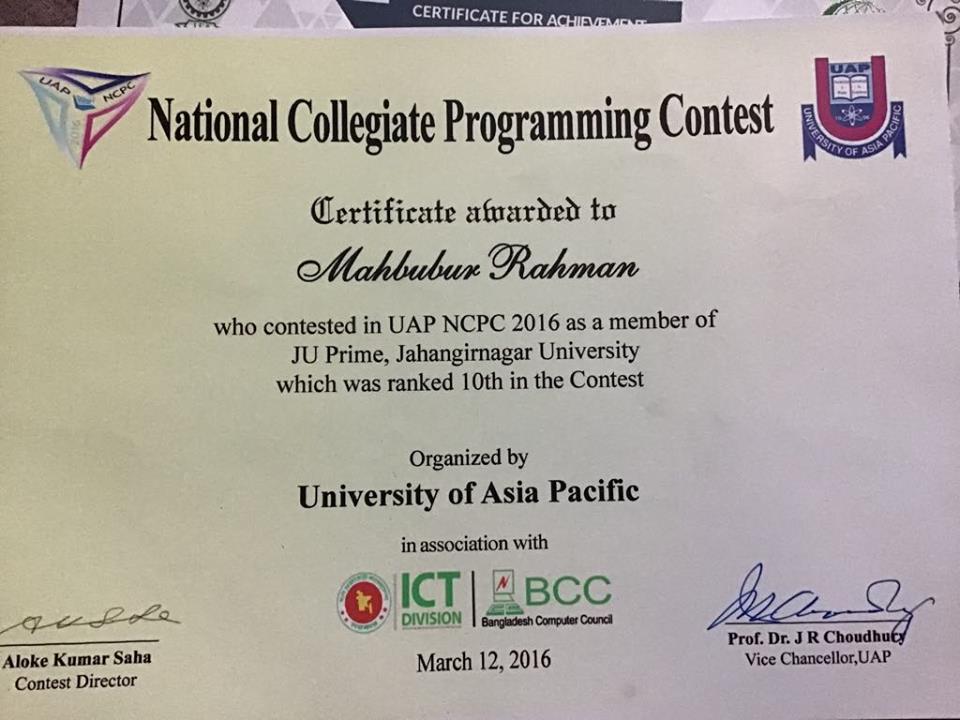 CERTIFICATE FOR ACHIEVEMENT
UAP NCPC
2016
National Collegiate Programming Contest
UAP
UNIVERSITY OF ASIA PACIFIC
Certificate awarded to
Mahbubur Rahman
who contested in UAP NCPC 2016 as a member of
JU Prime, Jahangirnagar University
which was ranked 10th in the Contest
Organized by
University of Asia Pacific
in association with
ICT
DIVISION
BCC
Bangladesh Computer Council
March 12, 2016
Aloke Kumar Saha
Contest Director
Prof. Dr. J R Choudhury
Vice Chancellor,UAP